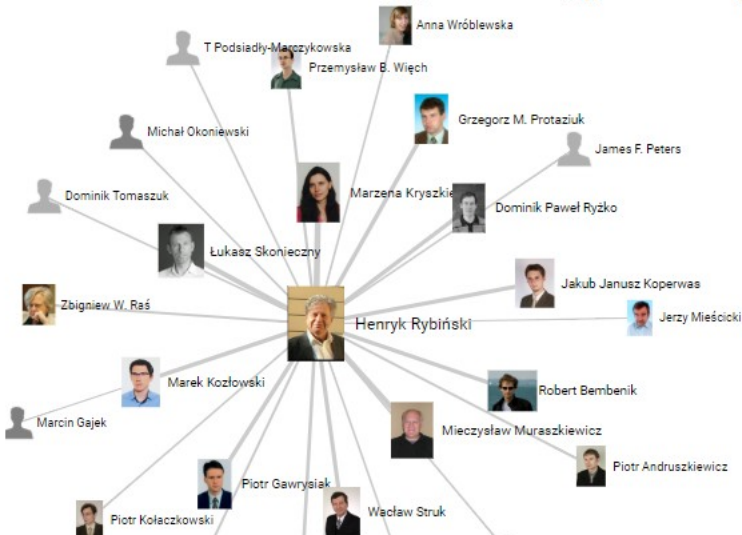 Anna Wróblewska
T Podsiadły-Marczykowska
Przemysław B. Więch
Grzegorz M. Protaziuk
Michał Okoniewski
James F. Peters
Dominik Tomaszuk
Marzena Kryszkie
Dominik Paweł Ryżko
Łukasz Skonieczny
Jakub Janusz Koperwas
Zbigniew W. Raś
Jerzy Mieścicki
Henryk Rybiński
Marek Kozłowski
Robert Bembenik
Marcin Gajek
Mieczysław Muraszkiewicz
Piotr Andruszkiewicz
Piotr Gawrysiak
Wacław Struk
Piotr Kołaczkowski